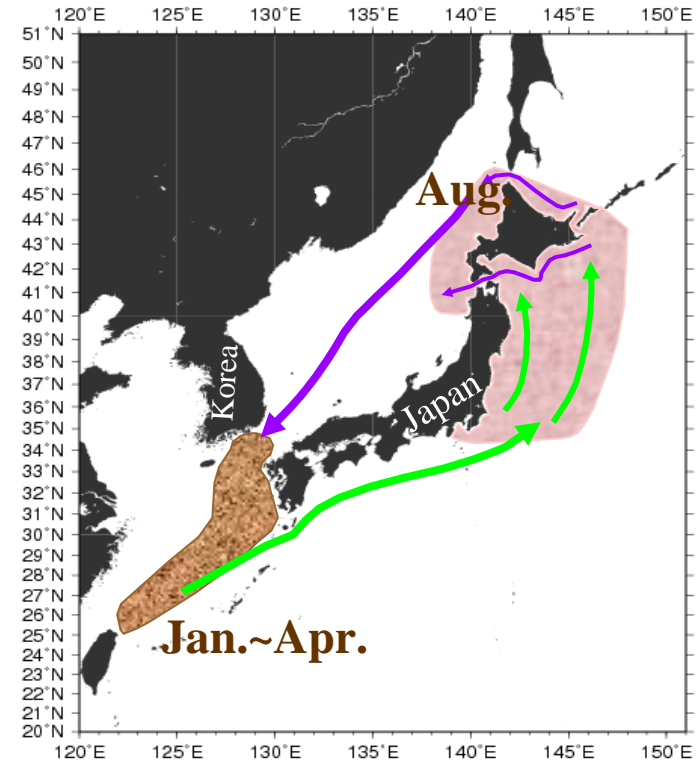 51°N
50°N
49°N
48°N
47°N
46°N
45°N
44°N
43°N
42°N
41°N
40°N
39°N
38°N
37°N
36°N
35°N
34°N
33°N
32°N
31°N
30°N
29°N
28°N
27°N
26°N
25°N
24°N
23°N
22°N
21°N
20°N
120°E 125°E 130°E 135°E 140°E 145°E 150°E
Aug.
Korea
Japan
Jan.~Apr.
120°E 125°E 130°E 135°E 140°E 145°E 150°E